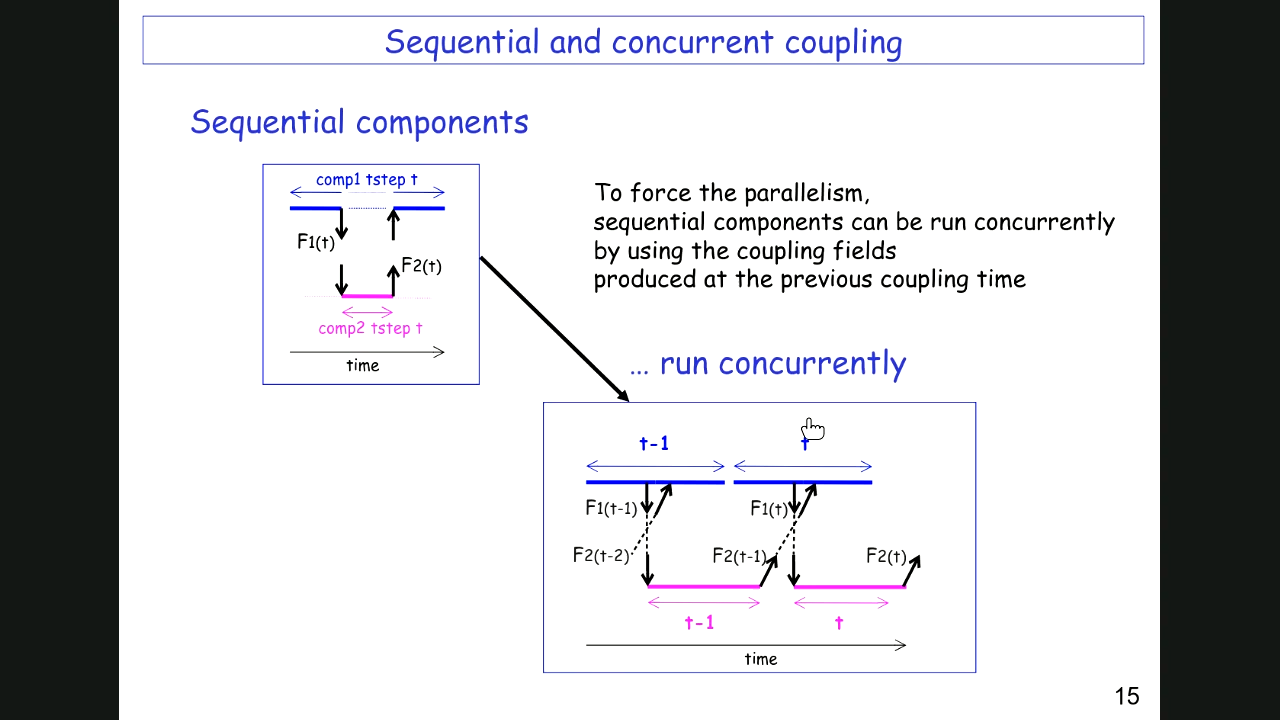 Sequential and concurrent coupling
Sequential components
comp1 tstep t
F1(t)
F2(t)
comp2 tstep t
time
To force the parallelism,
sequential components can be run concurrently
by using the coupling fields
produced at the previous coupling time
... run concurrently
t-1
t
F1(t-1)
F1(t)
F2(t-2)
F2(t-1)
F2(t)
t-1
t
time
15